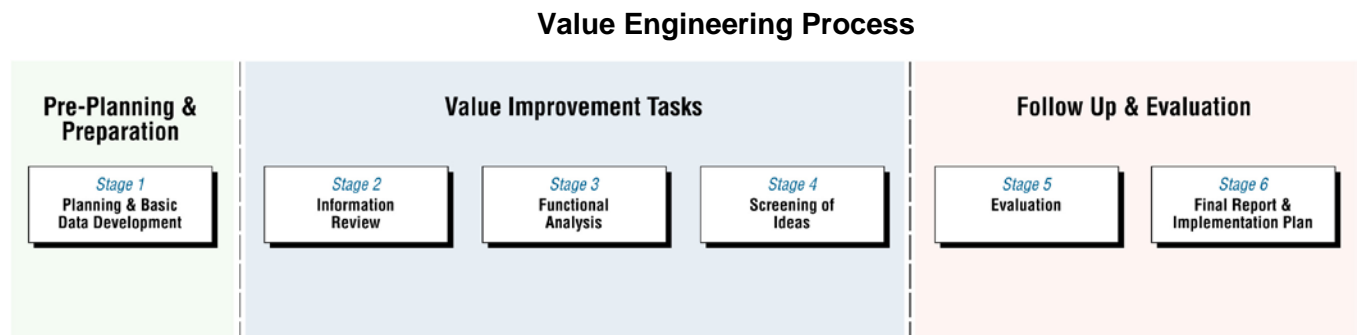 Value Engineering Process
Pre-Planning &
Preparation
Stage 1
Planning & Basic
Data Development
Value Improvement Tasks
Stage 2
Information
Review
Stage 3
Functional
Analysis
Stage 4
Screening of
Ideas
Follow Up & Evaluation
Stage 5
Evaluation
Stage 6
Final Report &
Implementation Plan